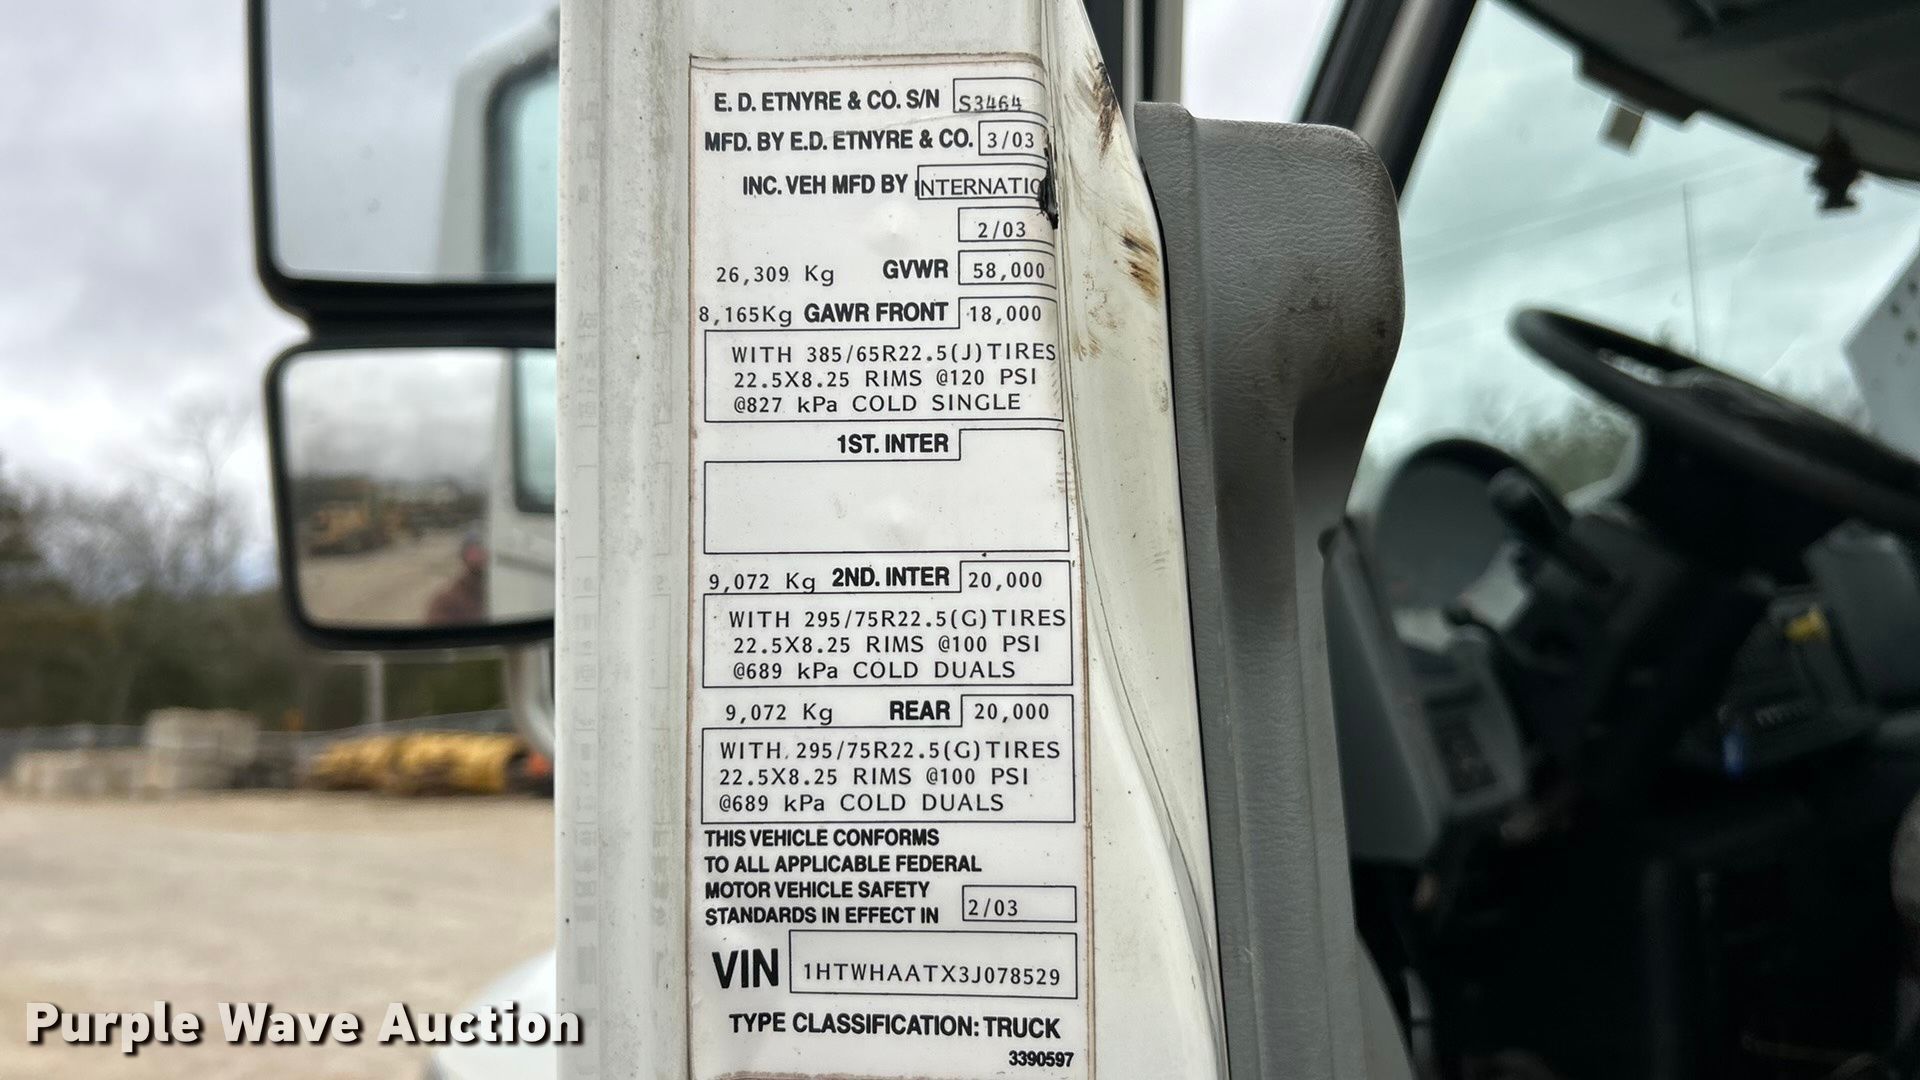 E. D. ETNYRE & CO. S/N S3464
MFD. BY E.D. ETNYRE & CO. 3/03
INC. VEH MFD BY INTERNATIO
2/03
26,309 Kg GVWR 58,000
8,165Kg GAWR FRONT 18,000
WITH 385/65R22.5(J)TIRES
22.5X8.25 RIMS @120 PSI
@827 kPa COLD SINGLE
1ST. INTER
9,072 Kg 2ND. INTER 20,000
WITH 295/75R22.5(G)TIRES
22.5X8.25 RIMS @100 PSI
@689 kPa COLD DUALS
9,072 Kg REAR 20,000
WITH 295/75R22.5(G)TIRES
22.5X8.25 RIMS @100 PSI
@689 kPa COLD DUALS
THIS VEHICLE CONFORMS
TO ALL APPLICABLE FEDERAL
MOTOR VEHICLE SAFETY
STANDARDS IN EFFECT IN 2/03
VIN 1HTWHAATX3J078529
TYPE CLASSIFICATION: TRUCK
3390597
Purple Wave Auction